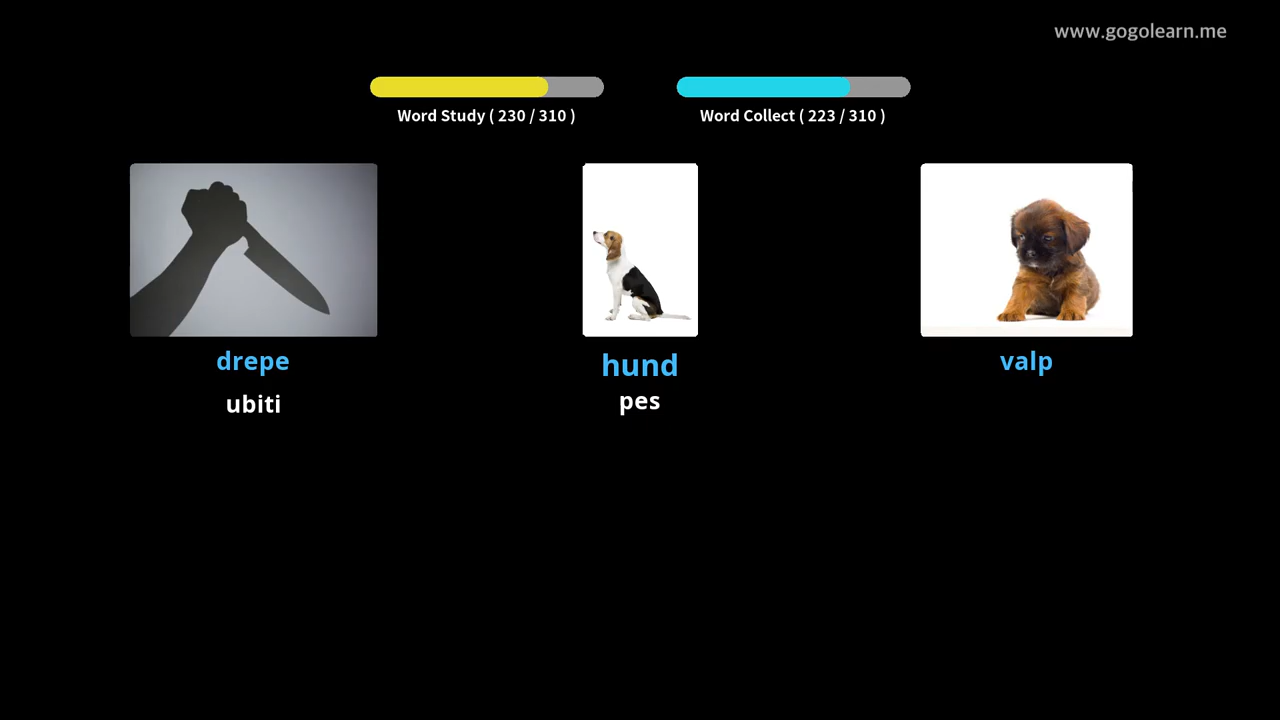 www.gogolearn.me
Word Study ( 230 / 310 )
Word Collect ( 223 / 310 )
drepe
hund
valp
ubiti
pes